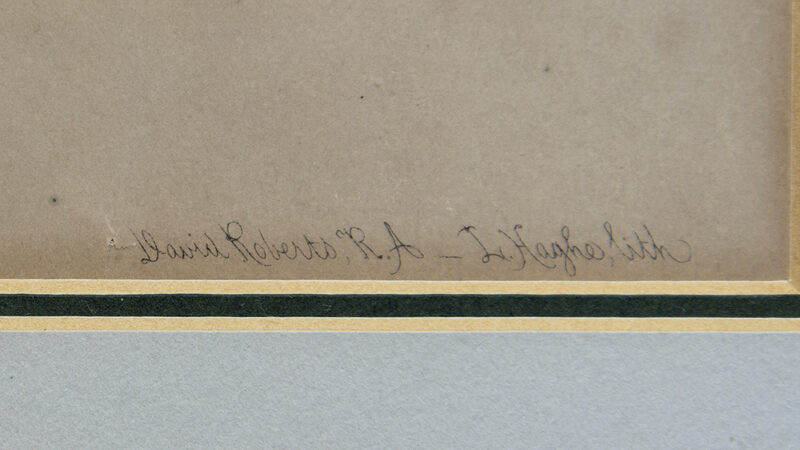 David Roberts, R.A. – L. Haghe, Lith